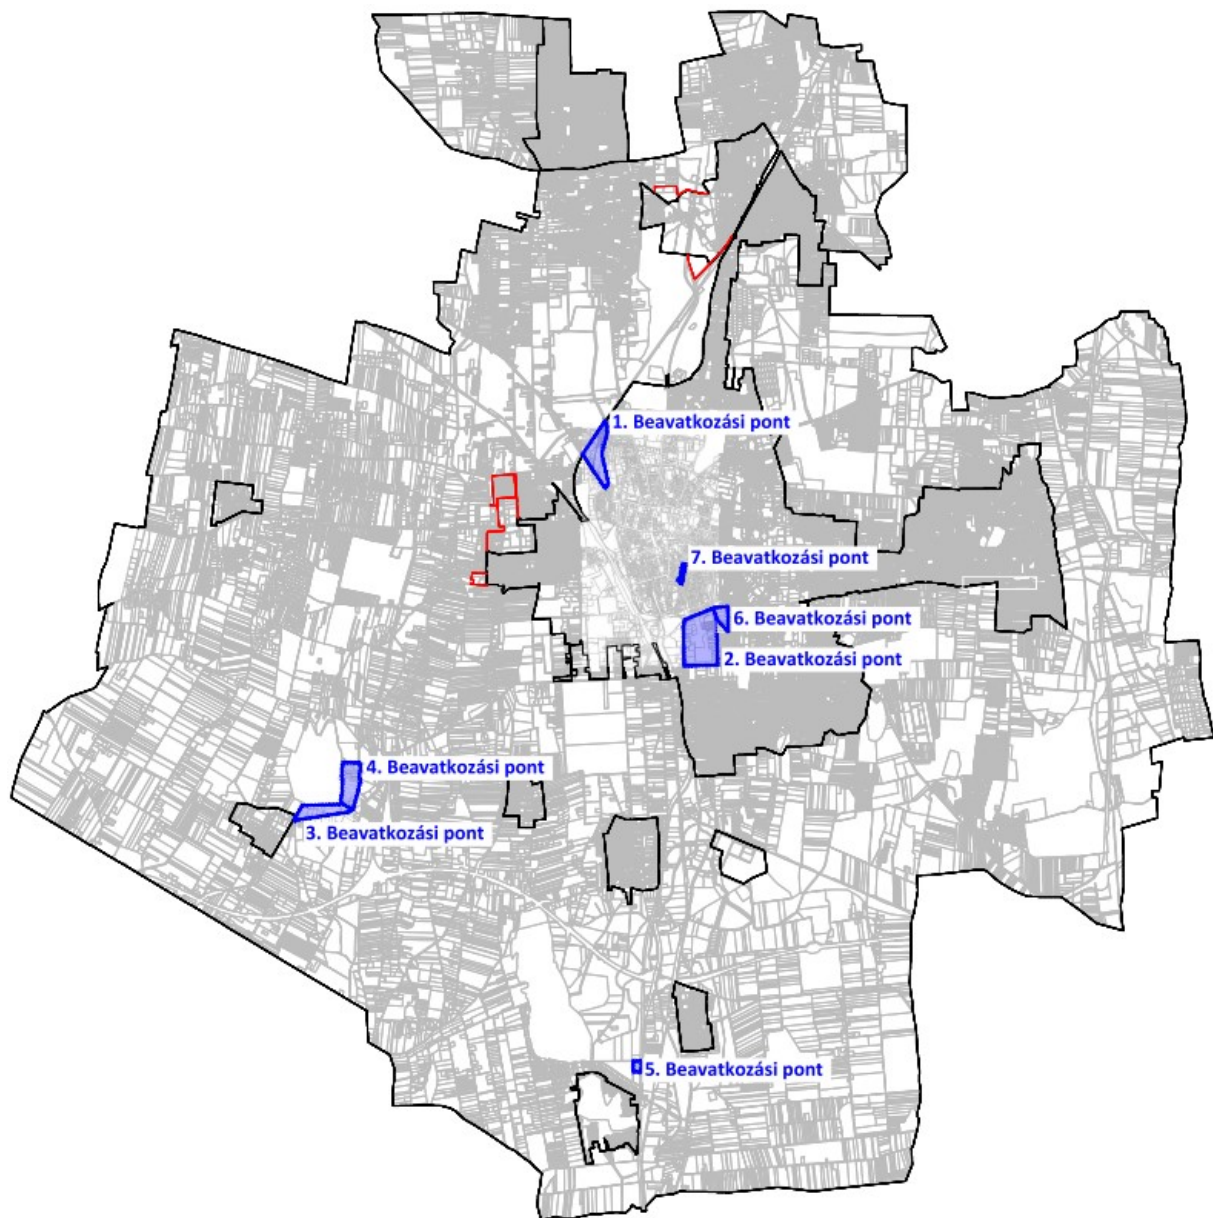 1. Beavatkozási pont
7. Beavatkozási pont
6. Beavatkozási pont
2. Beavatkozási pont
4. Beavatkozási pont
3. Beavatkozási pont
5. Beavatkozási pont